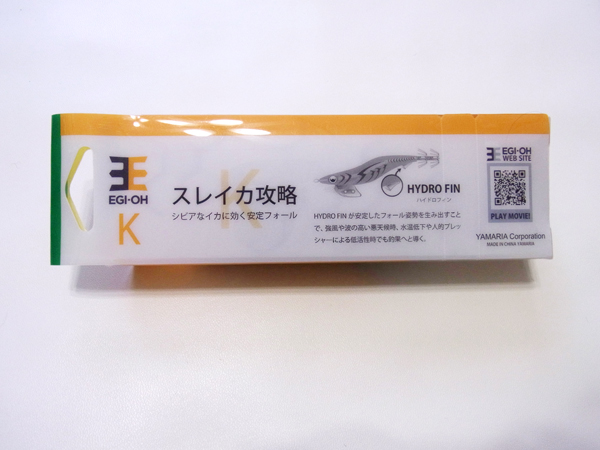 EGI-OH
K
スレイカ攻略
シビアなイカに効く安定フォール
K
HYDRO FIN
ハイドロフィン
HYDRO FIN が安定したフォール姿勢を生み出すこと
で、強風や波の高い悪天候時、水温低下や人的プレッ
シャーによる低活性時でも釣果へと導く。
EGI-OH
WEB SITE
PLAY MOVIE!
YAMARIA Corporation
MADE IN CHINA YAMARIA